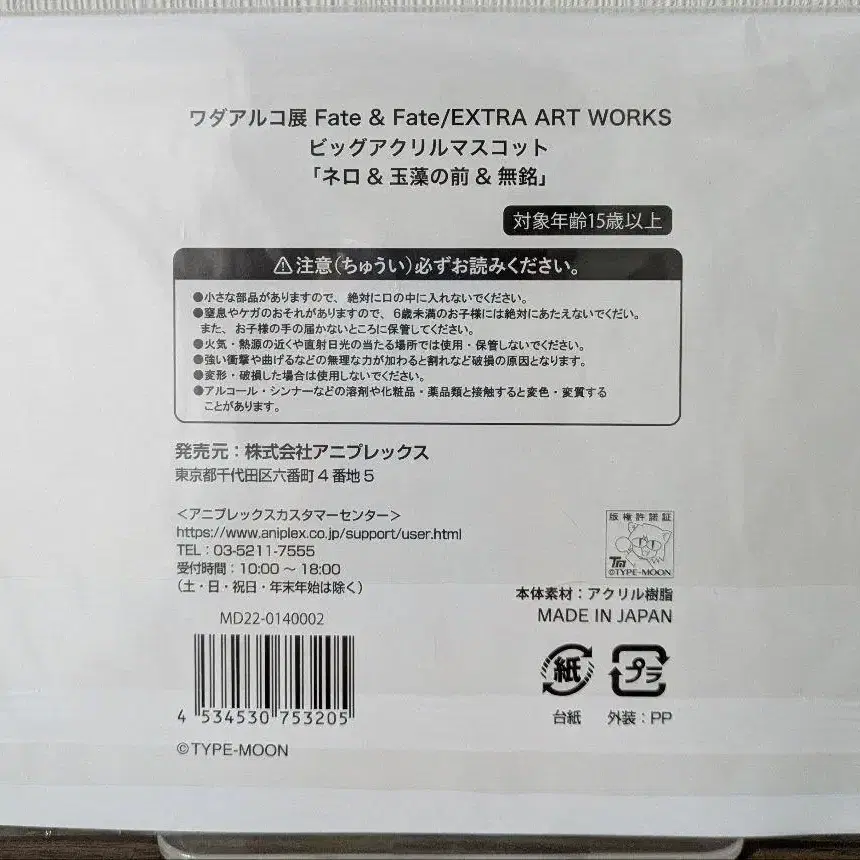 ワダアルコ展 Fate & Fate/EXTRA ART WORKS
ビッグアクリルマスコット
「ネロ & 玉藻の前 & 無銘」
対象年齢15歳以上
⚠注意(ちゅうい)必ずお読みください。
●小さな部品がありますので、絶対に口の中に入れないでください。
●窒息やケガのおそれがありますので、6歳未満のお子様には絶対にあたえないでください。
また、お子様の手の届かないところに保管してください。
●火気・熱源の近くや直射日光の当たる場所では使用・保管しないでください。
●強い衝撃や曲げるなどの無理な力が加わると割れなど破損の原因となります。
●変形・破損した場合は使用しないでください。
●アルコール・シンナーなどの溶剤や化粧品・薬品類と接触すると変色・変質する
ことがあります。
発売元:株式会社アニプレックス
東京都千代田区六番町4番地5
<アニプレックスカスタマーセンター>
https://www.aniplex.co.jp/support/user.html
TEL:03-5211-7555
受付時間:10:00~18:00
(土・日・祝日・年末年始は除く)
MD22-0140002
4 534530 753205
©TYPE-MOON
版権許諾証
TM
©TYPE-MOON
本体素材:アクリル樹脂
MADE IN JAPAN
紙 プラ
台紙 外装:PP